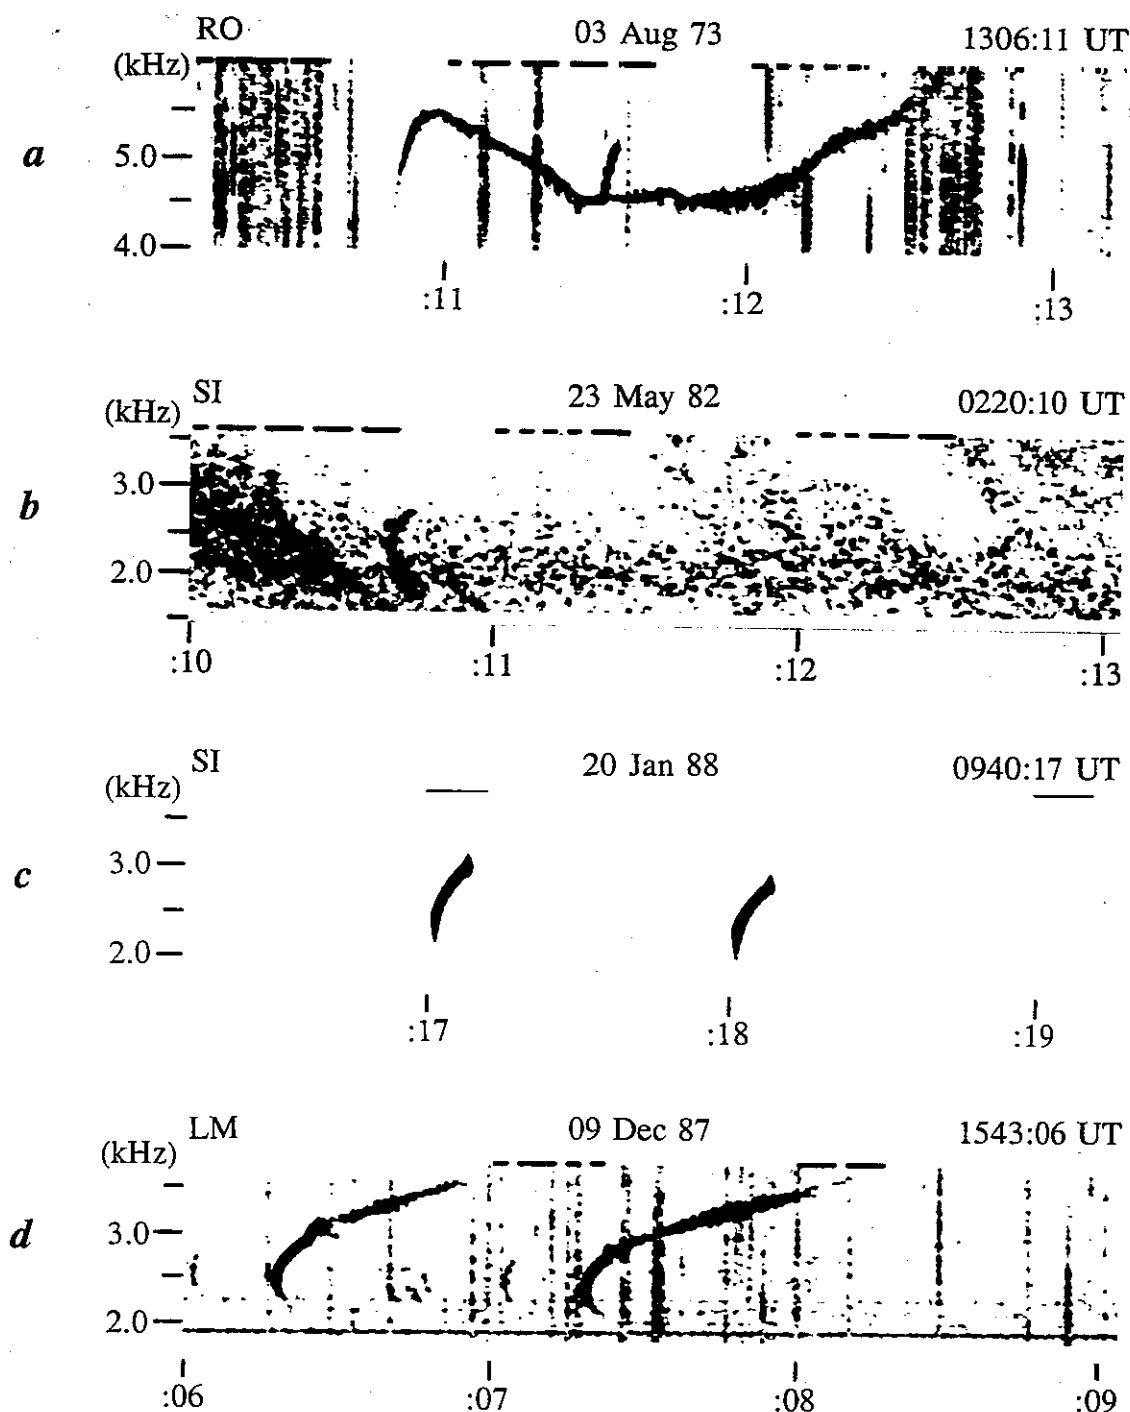 RO 03 Aug 73 1306:11 UT
(kHz)
a
5.0
4.0
:11 :12 :13
SI 23 May 82 0220:10 UT
(kHz)
3.0
b
2.0
:10 :11 :12 :13
SI 20 Jan 88 0940:17 UT
(kHz)
3.0
c
2.0
:17 :18 :19
LM 09 Dec 87 1543:06 UT
(kHz)
3.0
d
2.0
:06 :07 :08 :09